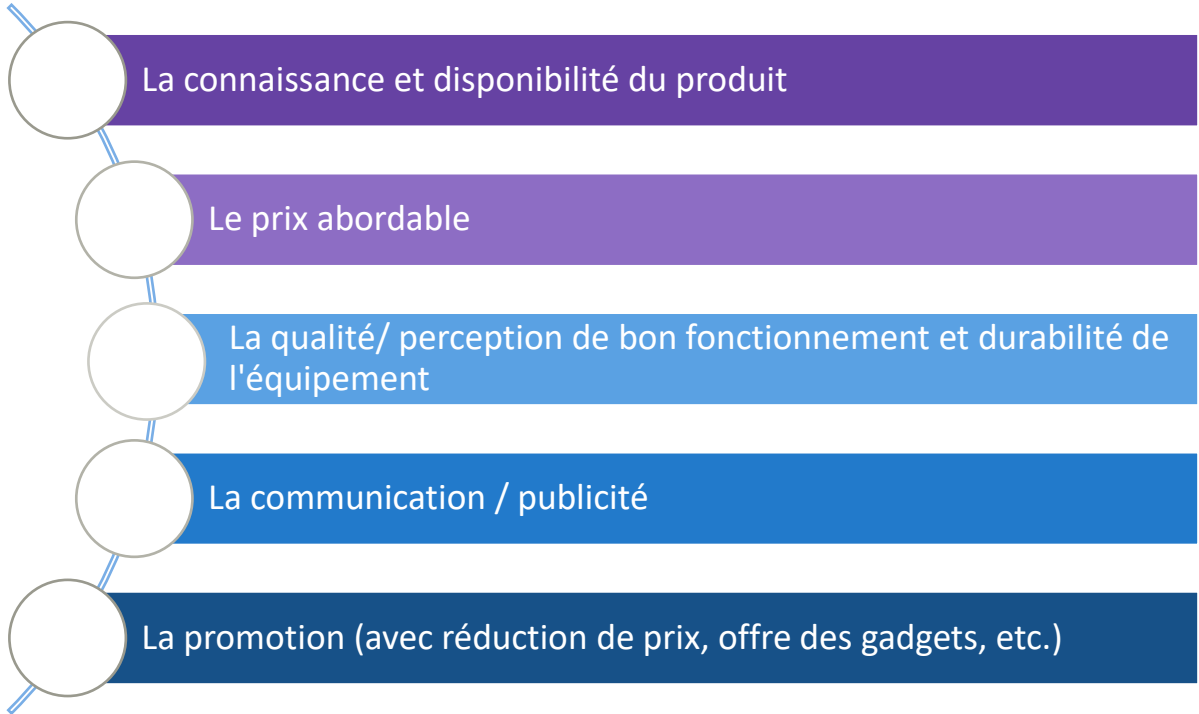 La connaissance et disponibilité du produit
Le prix abordable
La qualité/ perception de bon fonctionnement et durabilité de
l'équipement
La communication / publicité
La promotion (avec réduction de prix, offre des gadgets, etc.)